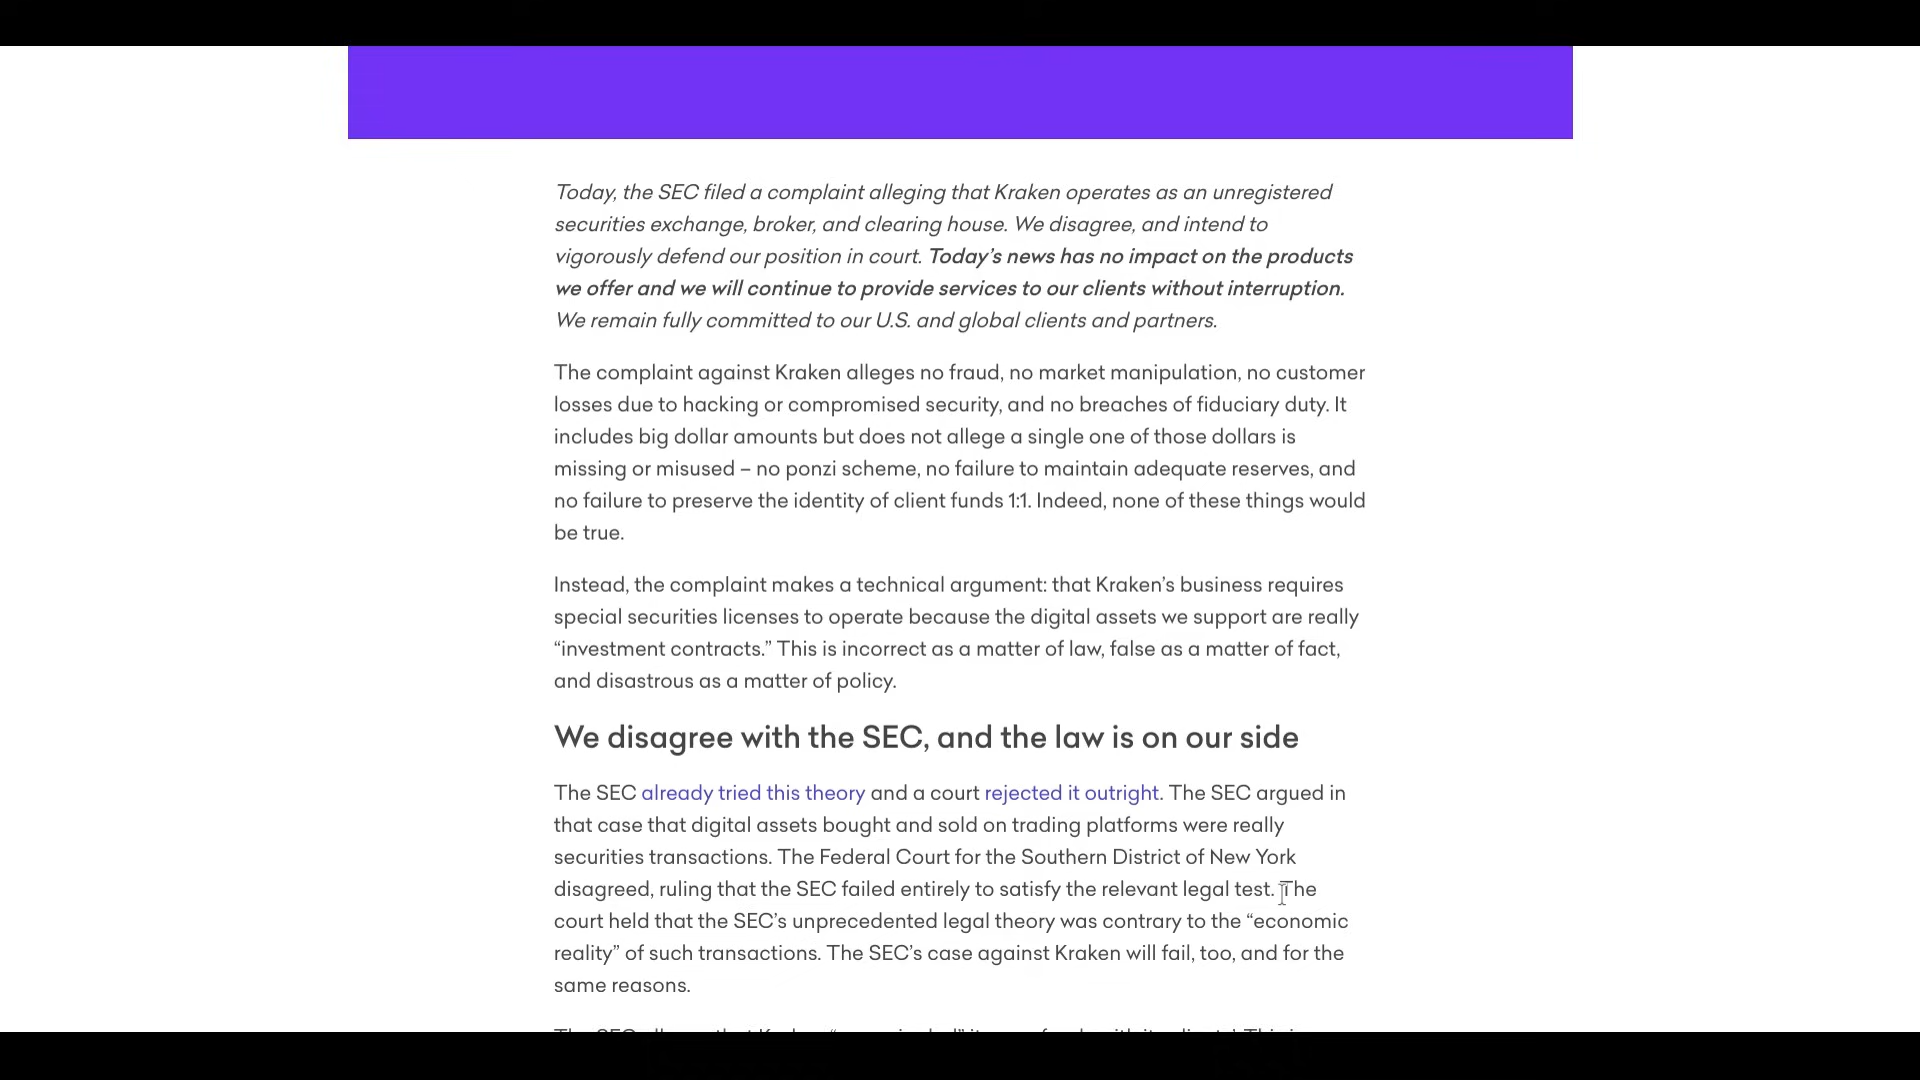 Today, the SEC filed a complaint alleging that Kraken operates as an unregistered
securities exchange, broker, and clearing house. We disagree, and intend to
vigorously defend our position in court. Today’s news has no impact on the products
we offer and we will continue to provide services to our clients without interruption.
We remain fully committed to our U.S. and global clients and partners.
The complaint against Kraken alleges no fraud, no market manipulation, no customer
losses due to hacking or compromised security, and no breaches of fiduciary duty. It
includes big dollar amounts but does not allege a single one of those dollars is
missing or misused – no ponzi scheme, no failure to maintain adequate reserves, and
no failure to preserve the identity of client funds 1:1. Indeed, none of these things would
be true.
Instead, the complaint makes a technical argument: that Kraken’s business requires
special securities licenses to operate because the digital assets we support are really
“investment contracts.” This is incorrect as a matter of law, false as a matter of fact,
and disastrous as a matter of policy.
We disagree with the SEC, and the law is on our side
The SEC already tried this theory and a court rejected it outright. The SEC argued in
that case that digital assets bought and sold on trading platforms were really
securities transactions. The Federal Court for the Southern District of New York
disagreed, ruling that the SEC failed entirely to satisfy the relevant legal test. The
court held that the SEC’s unprecedented legal theory was contrary to the “economic
reality” of such transactions. The SEC’s case against Kraken will fail, too, and for the
same reasons.